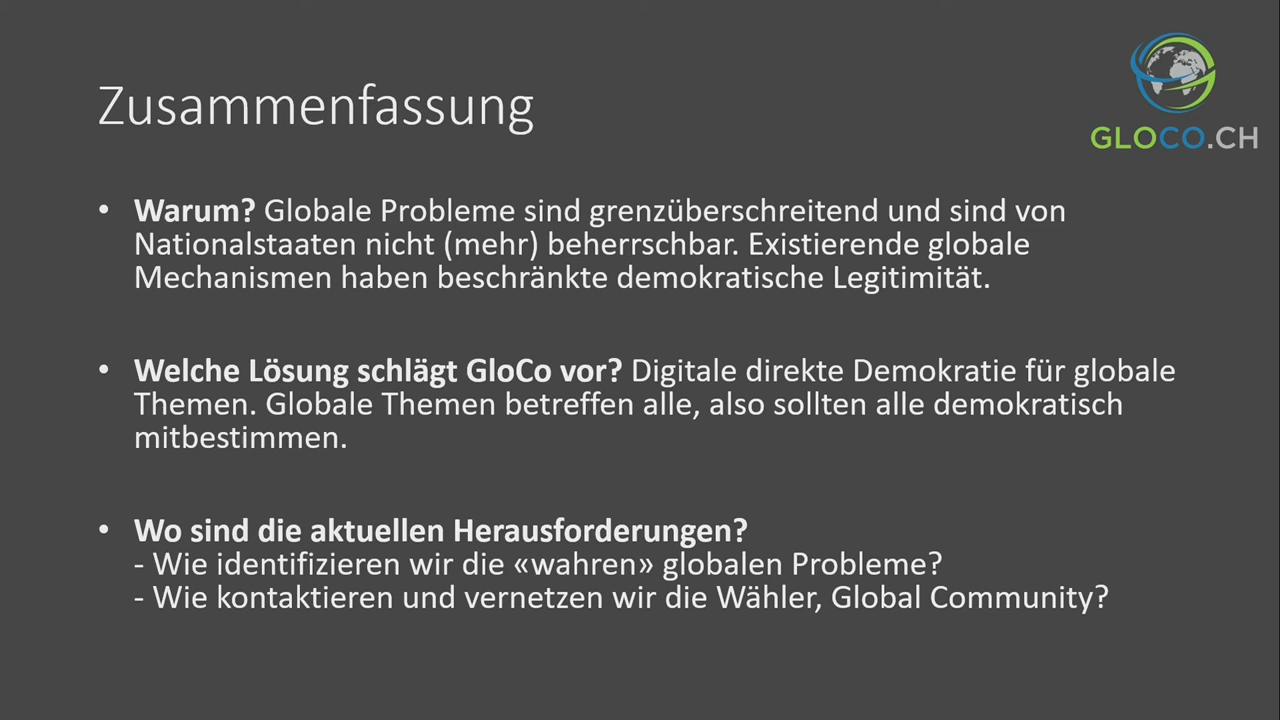 Zusammenfassung
GLOCO.CH
• Warum? Globale Probleme sind grenzüberschreitend und sind von
Nationalstaaten nicht (mehr) beherrschbar. Existierende globale
Mechanismen haben beschränkte demokratische Legitimität.
• Welche Lösung schlägt GloCo vor? Digitale direkte Demokratie für globale
Themen. Globale Themen betreffen alle, also sollten alle demokratisch
mitbestimmen.
• Wo sind die aktuellen Herausforderungen?
- Wie identifizieren wir die «wahren» globalen Probleme?
- Wie kontaktieren und vernetzen wir die Wähler, Global Community?